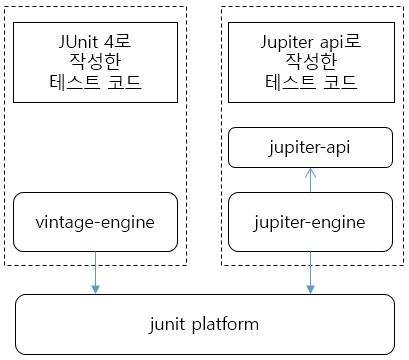 JUnit 4로
작성한
테스트 코드
Jupiter api로
작성한
테스트 코드
jupiter-api
vintage-engine
jupiter-engine
junit platform